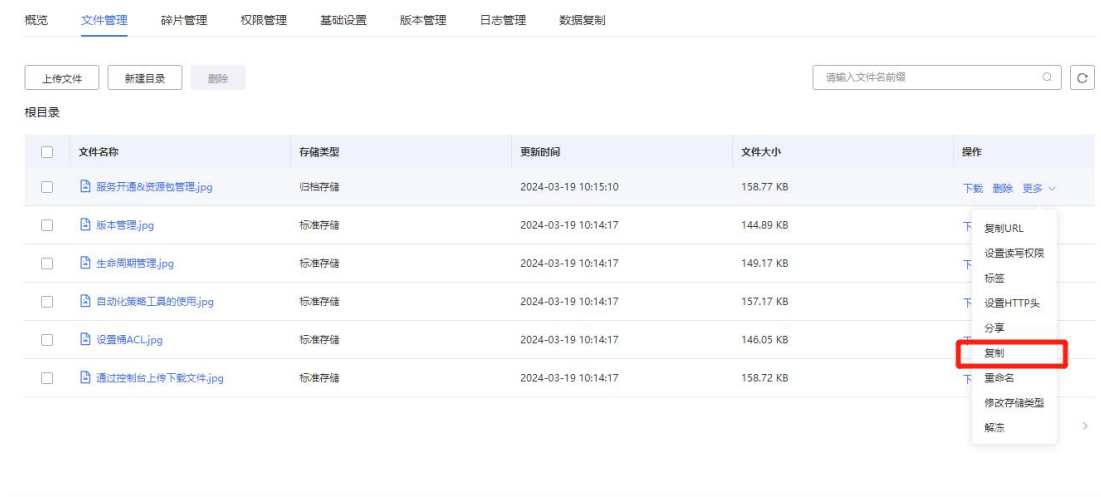 概览 文件管理 碎片管理 权限管理 基础设置 版本管理 日志管理 数据复制
上传文件 新建目录 删除 请输入文件名前缀
根目录
文件名称 存储类型 更新时间 文件大小 操作
服务开通&资源包管理.jpg 归档存储 2024-03-19 10:15:10 158.77 KB 下载 删除 更多
版本管理.jpg 标准存储 2024-03-19 10:14:17 144.89 KB 下
生命周期管理.jpg 标准存储 2024-03-19 10:14:17 149.17 KB 下
自动化策略工具的使用.jpg 标准存储 2024-03-19 10:14:17 157.17 KB 下
设置桶ACL.jpg 标准存储 2024-03-19 10:14:17 146.05 KB
通过控制台上传下载文件.jpg 标准存储 2024-03-19 10:14:17 158.72 KB 下
复制URL
设置读写权限
标签
设置HTTP头
分享
复制
重命名
修改存储类型
解冻